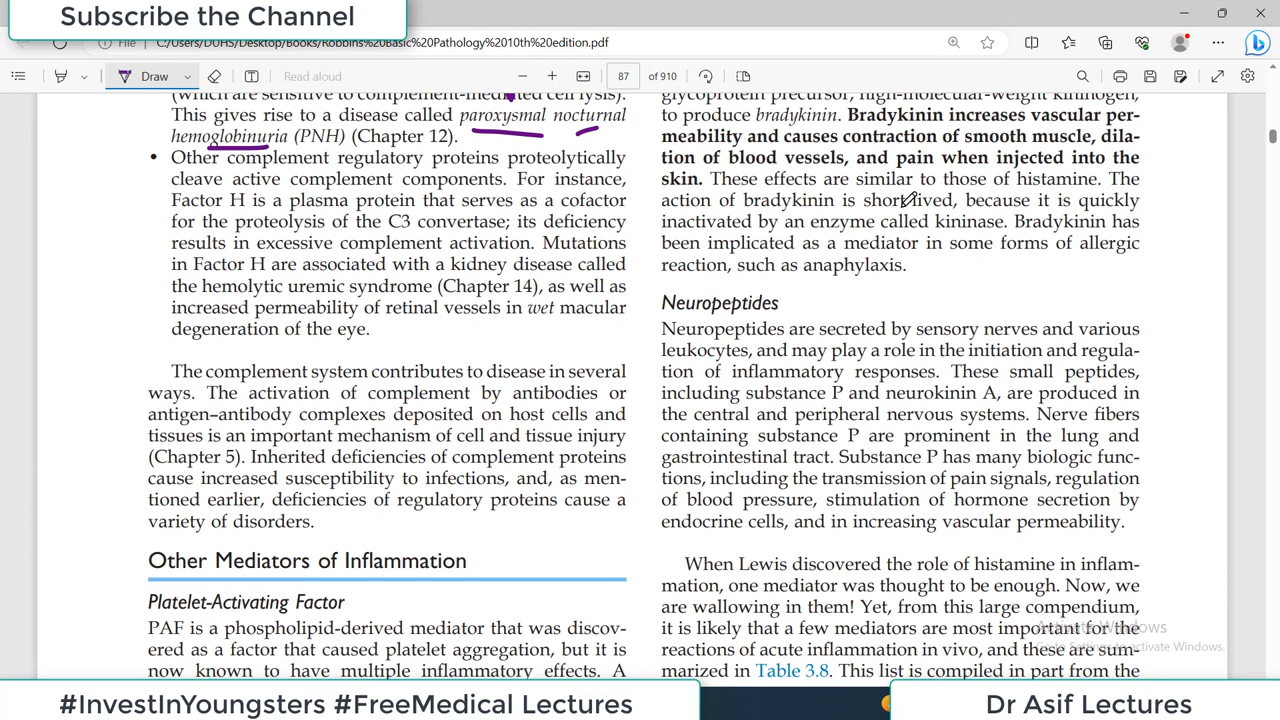 Subscribe the Channel
File
C:/Users/DUHS/Desktop/Books/Robbins%20Basic%20Pathology%2010th%20edition.pdf
Draw
Read aloud
87
of 910
(which are sensitive to complement-mediated cell lysis).
This gives rise to a disease called paroxysmal nocturnal
hemoglobinuria (PNH) (Chapter 12).
• Other complement regulatory proteins proteolytically
cleave active complement components. For instance,
Factor H is a plasma protein that serves as a cofactor
for the proteolysis of the C3 convertase; its deficiency
results in excessive complement activation. Mutations
in Factor H are associated with a kidney disease called
the hemolytic uremic syndrome (Chapter 14), as well as
increased permeability of retinal vessels in wet macular
degeneration of the eye.
The complement system contributes to disease in several
ways. The activation of complement by antibodies or
antigen–antibody complexes deposited on host cells and
tissues is an important mechanism of cell and tissue injury
(Chapter 5). Inherited deficiencies of complement proteins
cause increased susceptibility to infections, and, as men-
tioned earlier, deficiencies of regulatory proteins cause a
variety of disorders.
Other Mediators of Inflammation
Platelet-Activating Factor
PAF is a phospholipid-derived mediator that was discov-
ered as a factor that caused platelet aggregation, but it is
now known to have multiple inflammatory effects. A
glycoprotein precursor, high-molecular-weight kininogen,
to produce bradykinin. Bradykinin increases vascular per-
meability and causes contraction of smooth muscle, dila-
tion of blood vessels, and pain when injected into the
skin. These effects are similar to those of histamine. The
action of bradykinin is short-lived, because it is quickly
inactivated by an enzyme called kininase. Bradykinin has
been implicated as a mediator in some forms of allergic
reaction, such as anaphylaxis.
Neuropeptides
Neuropeptides are secreted by sensory nerves and various
leukocytes, and may play a role in the initiation and regula-
tion of inflammatory responses. These small peptides,
including substance P and neurokinin A, are produced in
the central and peripheral nervous systems. Nerve fibers
containing substance P are prominent in the lung and
gastrointestinal tract. Substance P has many biologic func-
tions, including the transmission of pain signals, regulation
of blood pressure, stimulation of hormone secretion by
endocrine cells, and in increasing vascular permeability.
When Lewis discovered the role of histamine in inflam-
mation, one mediator was thought to be enough. Now, we
are wallowing in them! Yet, from this large compendium,
it is likely that a few mediators are most important for the
reactions of acute inflammation in vivo, and these are sum-
marized in Table 3.8. This list is compiled in part from the
Activate Windows
Go to Settings to activate Windows.
#InvestInYoungsters #FreeMedical Lectures
Dr Asif Lectures